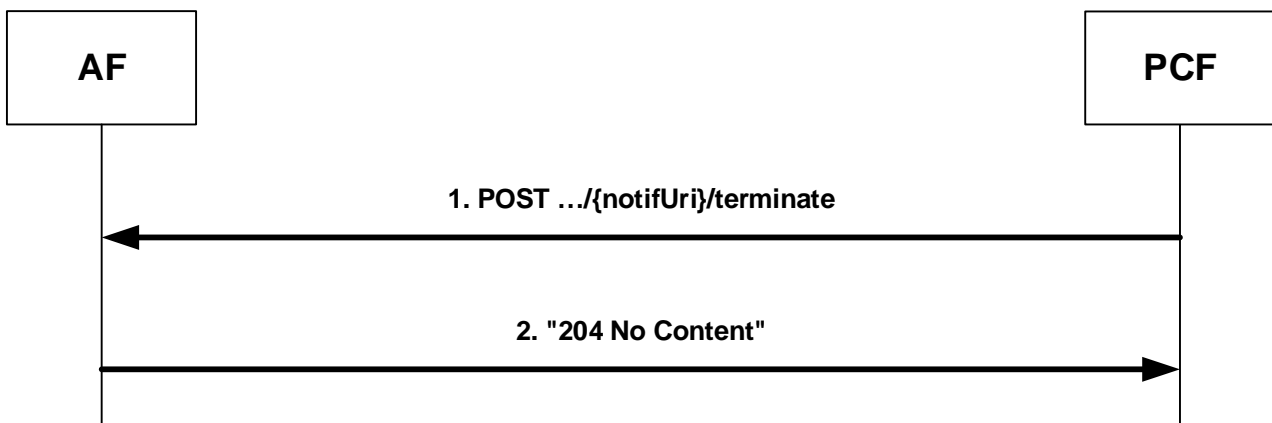 AF
PCF
1. POST …/{notifUri}/terminate
2. "204 No Content"